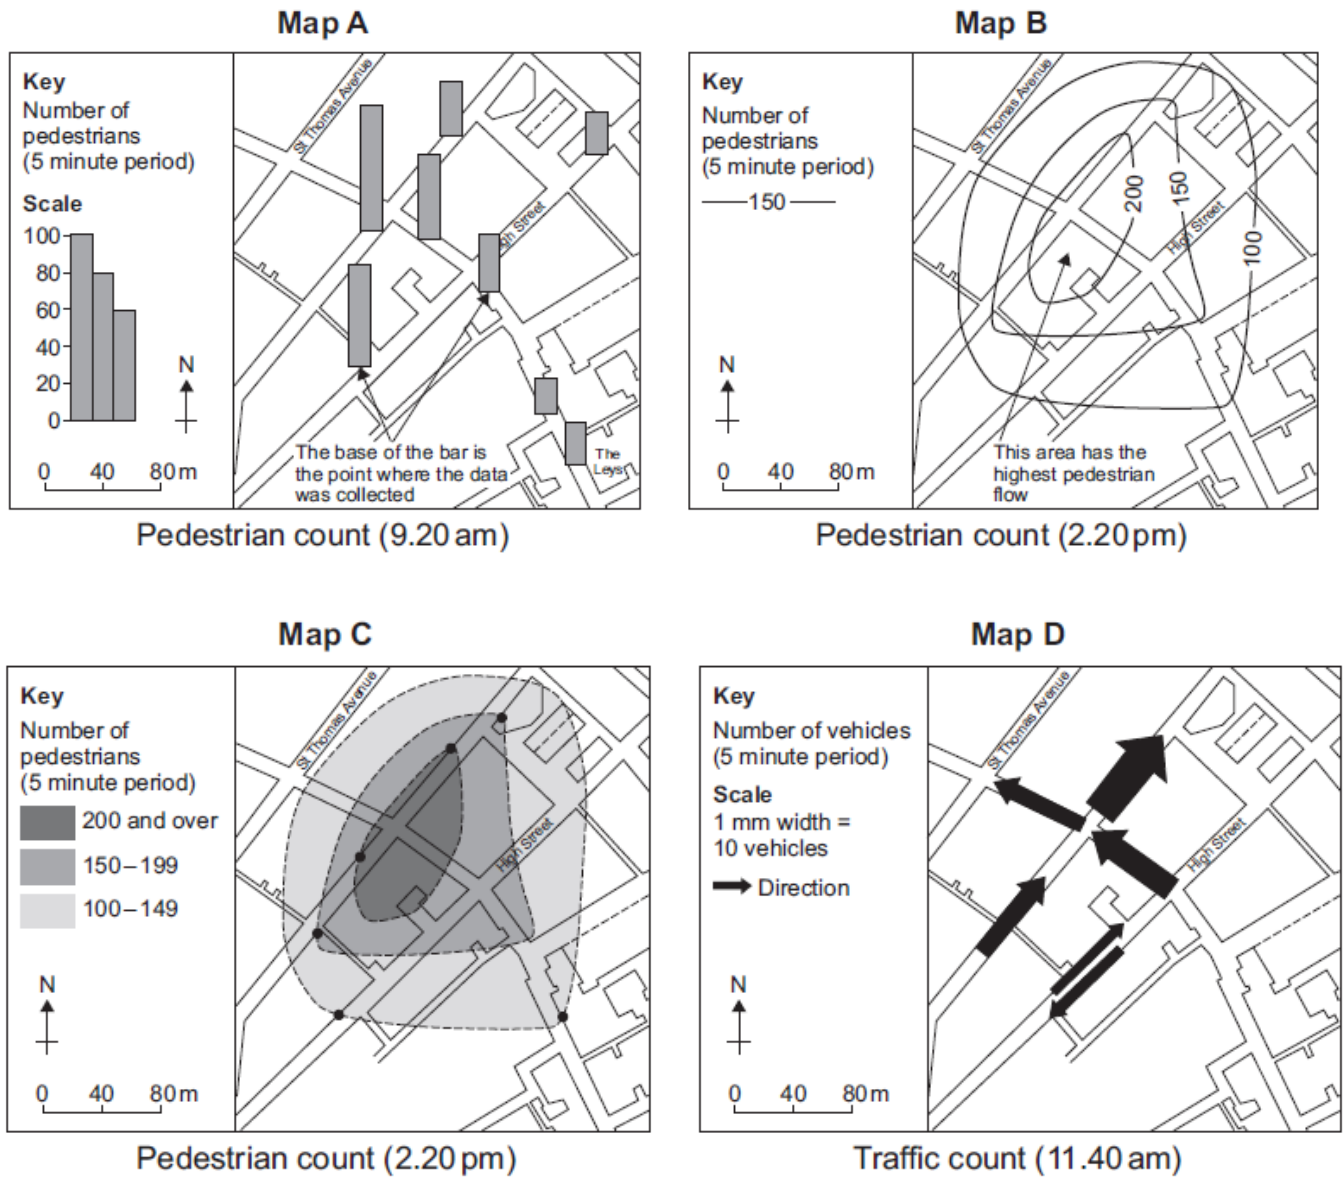 Map A
Key
Number of
pedestrians
(5 minute period)
Scale
100
80
60
40
20
0
N
0 40 80 m
St Thomas Avenue
gh Street
The base of the bar is
the point where the data
was collected
The
Leys
Pedestrian count (9.20 am)
Map B
Key
Number of
pedestrians
(5 minute period)
150
N
0 40 80 m
St Thomas Avenue
200
150
100
High Street
This area has the
highest pedestrian
flow
Pedestrian count (2.20 pm)
Map C
Key
Number of
pedestrians
(5 minute period)
200 and over
150–199
100–149
N
0 40 80 m
St Thomas Avenue
High Street
Pedestrian count (2.20 pm)
Map D
Key
Number of vehicles
(5 minute period)
Scale
1 mm width =
10 vehicles
Direction
N
0 40 80 m
St Thomas Avenue
High Street
Traffic count (11.40 am)